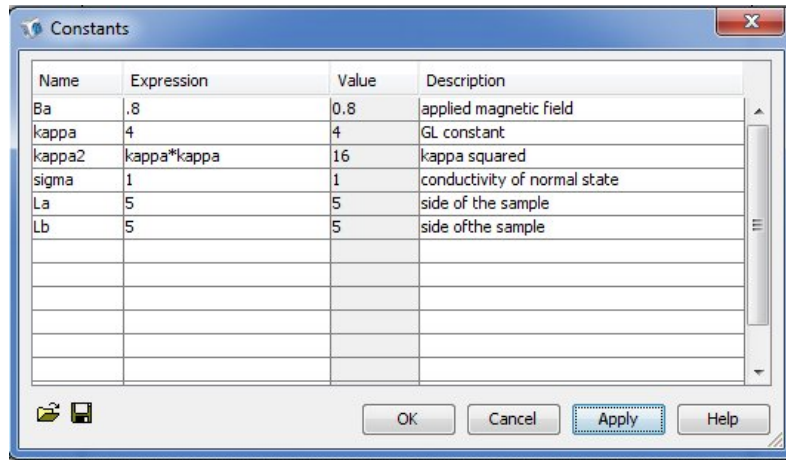 Constants
Name Expression Value Description
Ba .8 0.8 applied magnetic field
kappa 4 4 GL constant
kappa2 kappa*kappa 16 kappa squared
sigma 1 1 conductivity of normal state
La 5 5 side of the sample
Lb 5 5 side ofthe sample
OK Cancel Apply Help